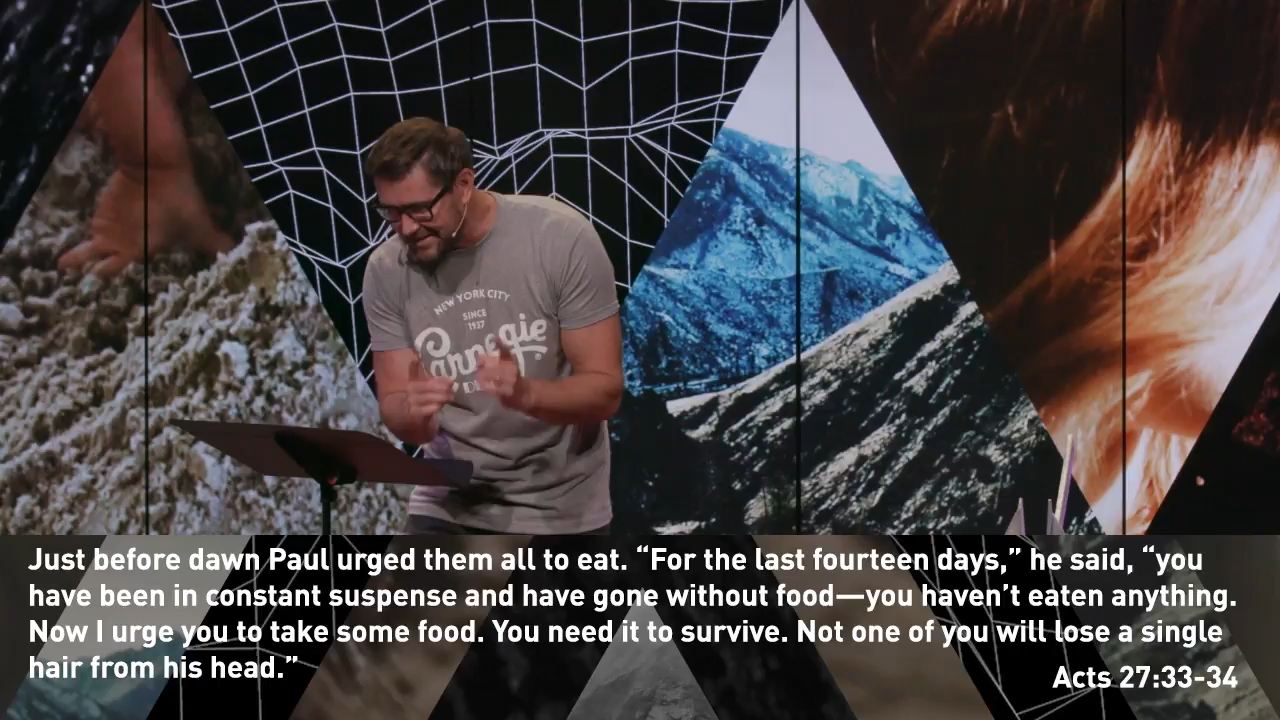 NEW YORK CITY
SINCE
1937
Carnegie
Just before dawn Paul urged them all to eat. “For the last fourteen days,” he said, “you
have been in constant suspense and have gone without food—you haven’t eaten anything.
Now I urge you to take some food. You need it to survive. Not one of you will lose a single
hair from his head.”
Acts 27:33-34